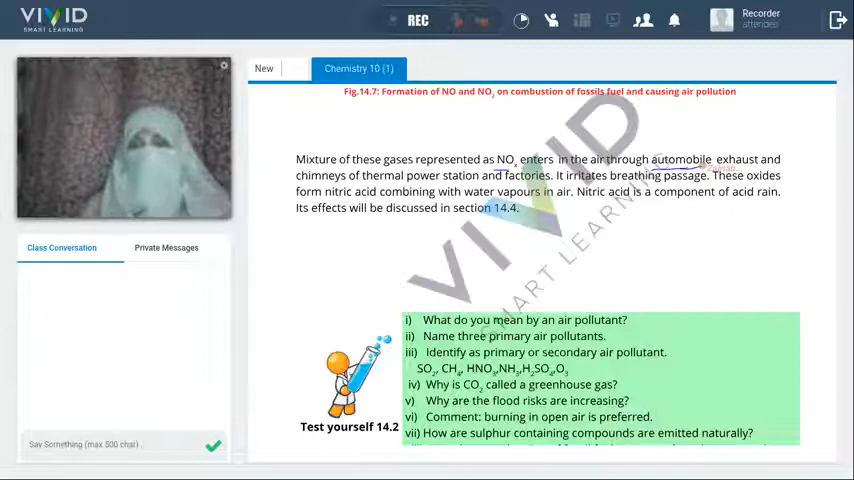 VIVID
SMART LEARNING
REC
Recorder
attendee
New
Chemistry 10 (1)
Fig.14.7: Formation of NO and NO2 on combustion of fossils fuel and causing air pollution
Mixture of these gases represented as NOx enters in the air through automobile exhaust and
chimneys of thermal power station and factories. It irritates breathing passage. These oxides
form nitric acid combining with water vapours in air. Nitric acid is a component of acid rain.
Its effects will be discussed in section 14.4.
Zainab
VIVID
SMART LEARNING
Class Conversation
Private Messages
i) What do you mean by an air pollutant?
ii) Name three primary air pollutants.
iii) Identify as primary or secondary air pollutant.
SO2, CH4, HNO3,NH3,H2SO4,O3
iv) Why is CO2 called a greenhouse gas?
v) Why are the flood risks are increasing?
vi) Comment: burning in open air is preferred.
vii) How are sulphur containing compounds are emitted naturally?
Test yourself 14.2
Say Something (max 500 char) ..